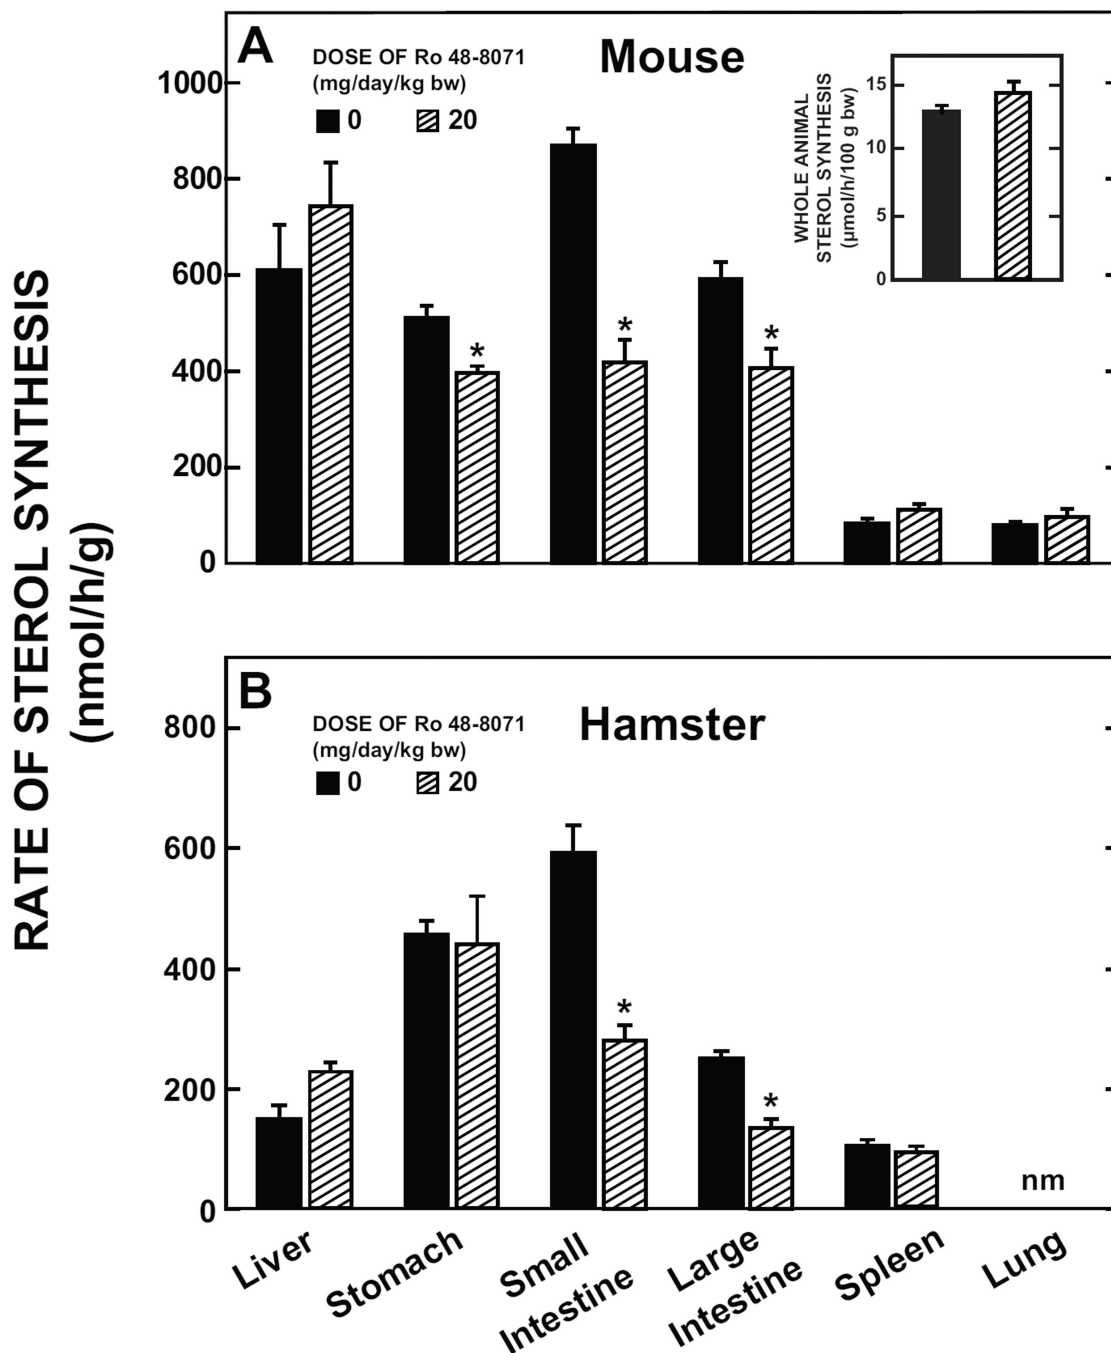 RATE OF STEROL SYNTHESIS
(nmol/h/g)
A
DOSE OF Ro 48-8071
(mg/day/kg bw)
0
20
Mouse
WHOLE ANIMAL
STEROL SYNTHESIS
(µmol/h/100 g bw)
15
10
5
0
1000
800
600
400
200
0
*
*
*
B
DOSE OF Ro 48-8071
(mg/day/kg bw)
0
20
Hamster
800
600
400
200
0
*
*
nm
Liver
Stomach
Small
Intestine
Large
Intestine
Spleen
Lung